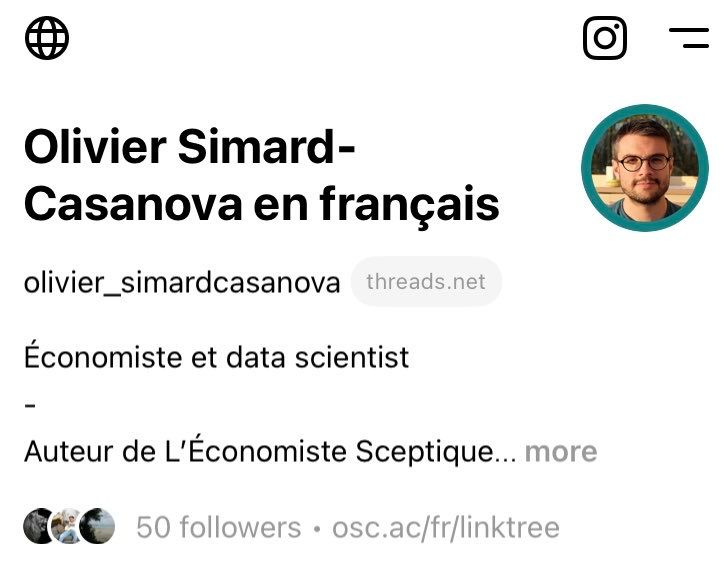 Olivier Simard-
Casanova en français
olivier_simardcasanova threads.net
Économiste et data scientist
-
Auteur de L’Économiste Sceptique... more
50 followers • osc.ac/fr/linktree